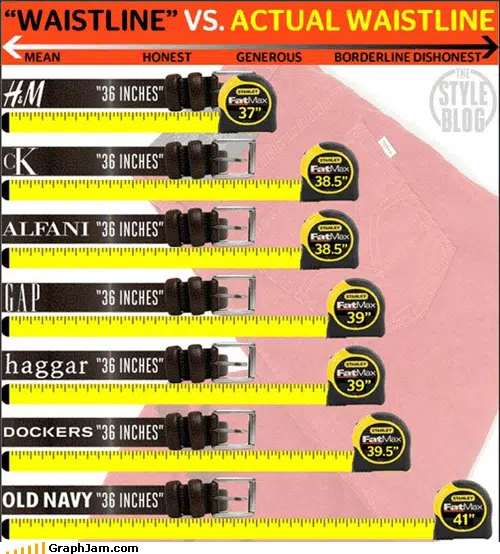 "WAISTLINE" VS. ACTUAL WAISTLINE
MEAN HONEST GENEROUS BORDERLINE DISHONEST
THE
STYLE
BLOG
H&M "36 INCHES" STANLEY
FatMax
37"
CK "36 INCHES" STANLEY
FatMax
38.5"
ALFANI "36 INCHES" STANLEY
FatMax
38.5"
GAP "36 INCHES" STANLEY
FatMax
39"
haggar "36 INCHES" STANLEY
FatMax
39"
DOCKERS "36 INCHES" STANLEY
FatMax
39.5"
OLD NAVY "36 INCHES" STANLEY
FatMax
41"
GraphJam.com